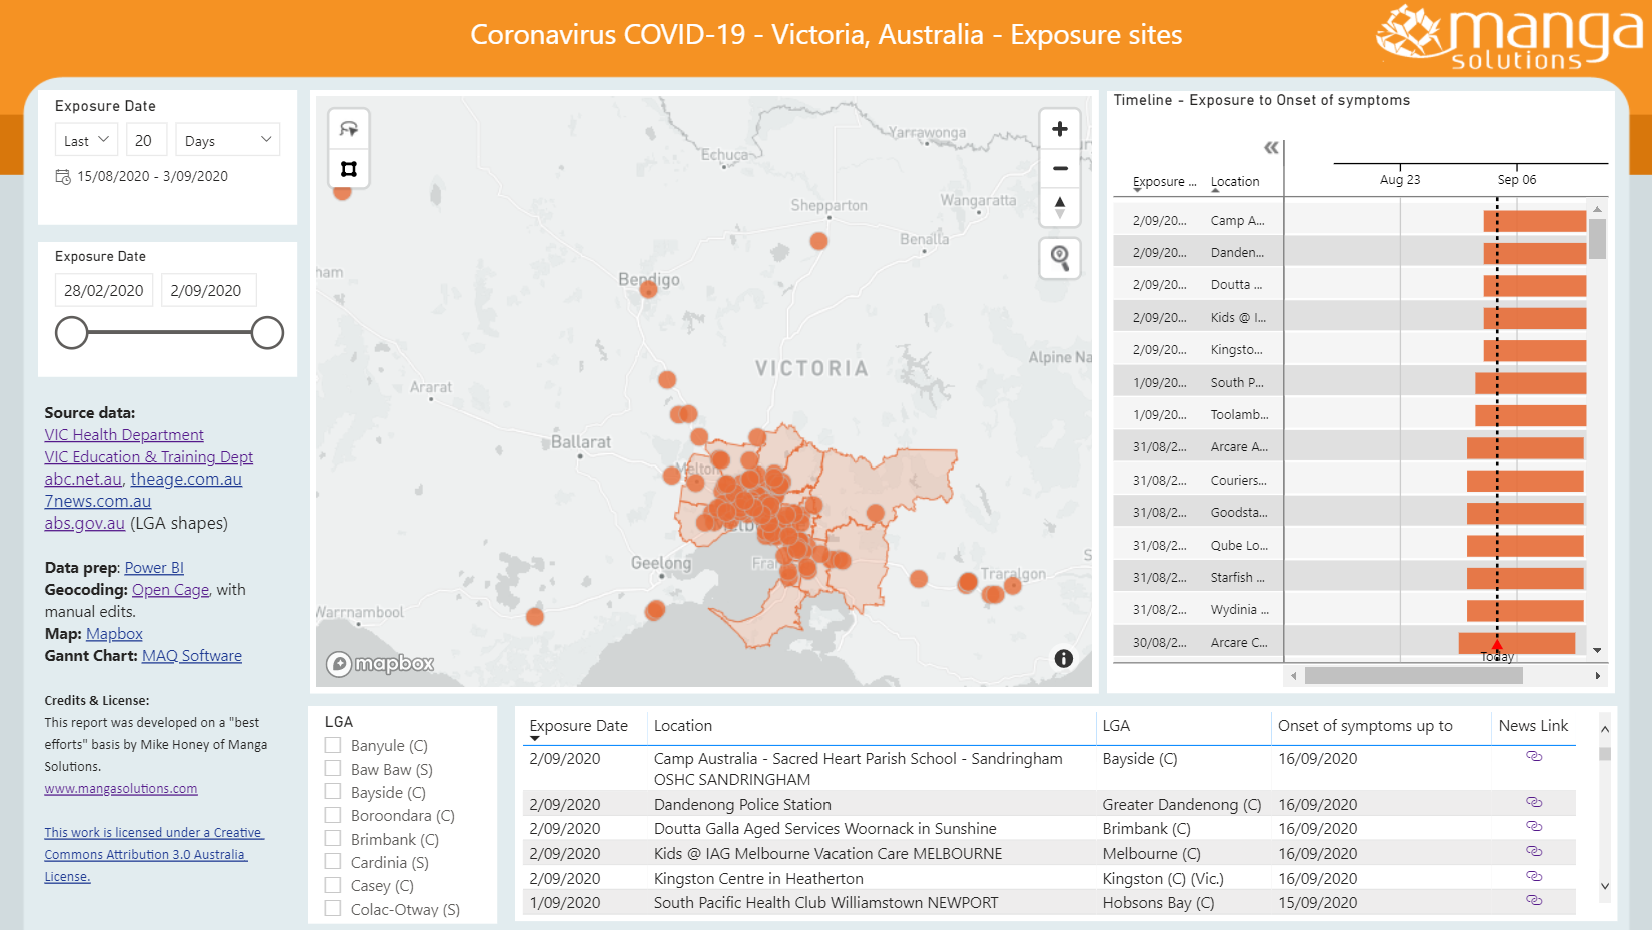 Coronavirus COVID-19 - Victoria, Australia - Exposure sites
manga
solutions
Exposure Date
Last 20 Days
15/08/2020 - 3/09/2020
Exposure Date
28/02/2020 2/09/2020
Source data:
VIC Health Department
VIC Education & Training Dept
abc.net.au, theage.com.au
7news.com.au
abs.gov.au (LGA shapes)
Data prep: Power BI
Geocoding: Open Cage, with
manual edits.
Map: Mapbox
Gannt Chart: MAQ Software
Credits & License:
This report was developed on a "best
efforts" basis by Mike Honey of Manga
Solutions.
www.mangasolutions.com
This work is licensed under a Creative
Commons Attribution 3.0 Australia
License.
Yarrawonga
Echuca
Wangaratta
Shepparton
Benalla
ham
Bendigo
VICTORIA
Alpine Na
Ararat
Ballarat
Melton
Melb
Geelong
Fra
Traralgon
S
Warrnambool
mapbox
Timeline - Exposure to Onset of symptoms
Exposure ... Location Aug 23 Sep 06
2/09/20... Camp A...
2/09/20... Danden...
2/09/20... Doutta ...
2/09/20... Kids @ I...
2/09/20... Kingsto...
1/09/20... South P...
1/09/20... Toolamb...
31/08/2... Arcare A...
31/08/2... Couriers...
31/08/2... Goodsta...
31/08/2... Qube Lo...
31/08/2... Starfish ...
31/08/2... Wydinia ...
30/08/2... Arcare C...
Today
LGA
Banyule (C)
Baw Baw (S)
Bayside (C)
Boroondara (C)
Brimbank (C)
Cardinia (S)
Casey (C)
Colac-Otway (S)
Exposure Date Location LGA Onset of symptoms up to News Link
2/09/2020 Camp Australia - Sacred Heart Parish School - Sandringham Bayside (C) 16/09/2020
OSHC SANDRINGHAM
2/09/2020 Dandenong Police Station Greater Dandenong (C) 16/09/2020
2/09/2020 Doutta Galla Aged Services Woornack in Sunshine Brimbank (C) 16/09/2020
2/09/2020 Kids @ IAG Melbourne Vacation Care MELBOURNE Melbourne (C) 16/09/2020
2/09/2020 Kingston Centre in Heatherton Kingston (C) (Vic.) 16/09/2020
1/09/2020 South Pacific Health Club Williamstown NEWPORT Hobsons Bay (C) 15/09/2020